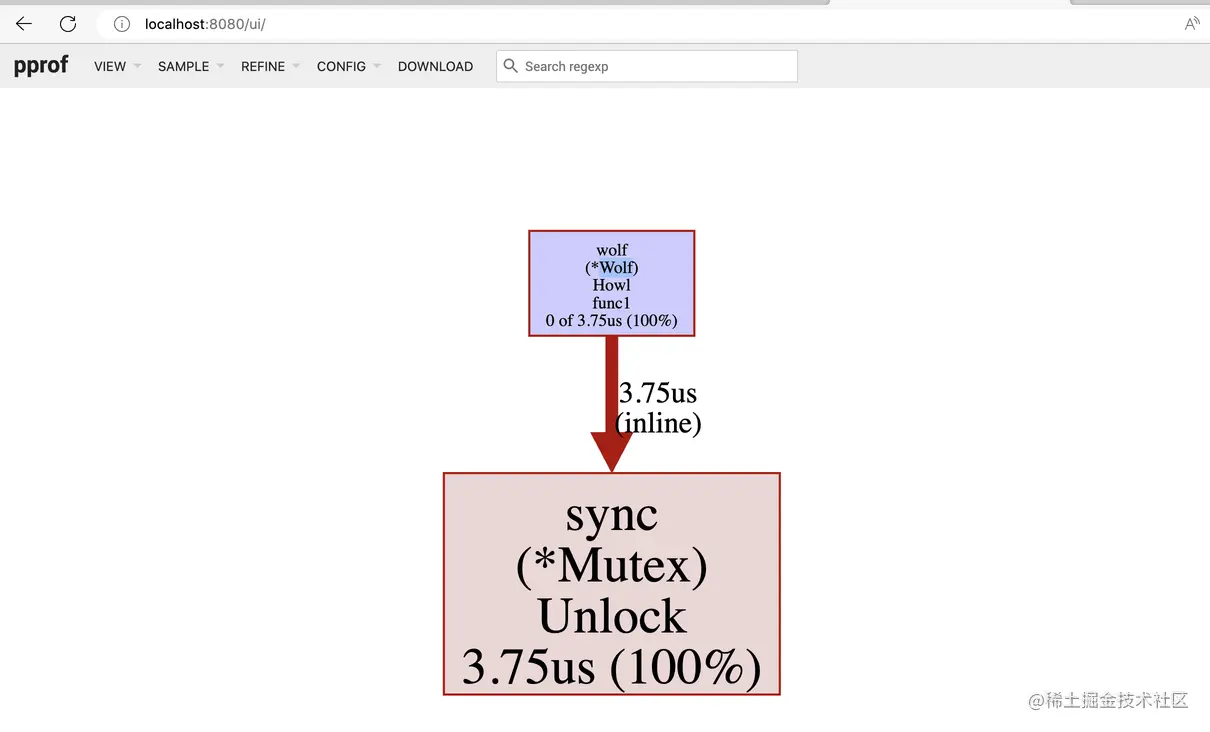 localhost:8080/ui/
pprof VIEW SAMPLE REFINE CONFIG DOWNLOAD Search regexp
wolf
(*Wolf)
Howl
func1
0 of 3.75us (100%)
3.75us
(inline)
sync
(*Mutex)
Unlock
3.75us (100%)
@稀土掘金技术社区